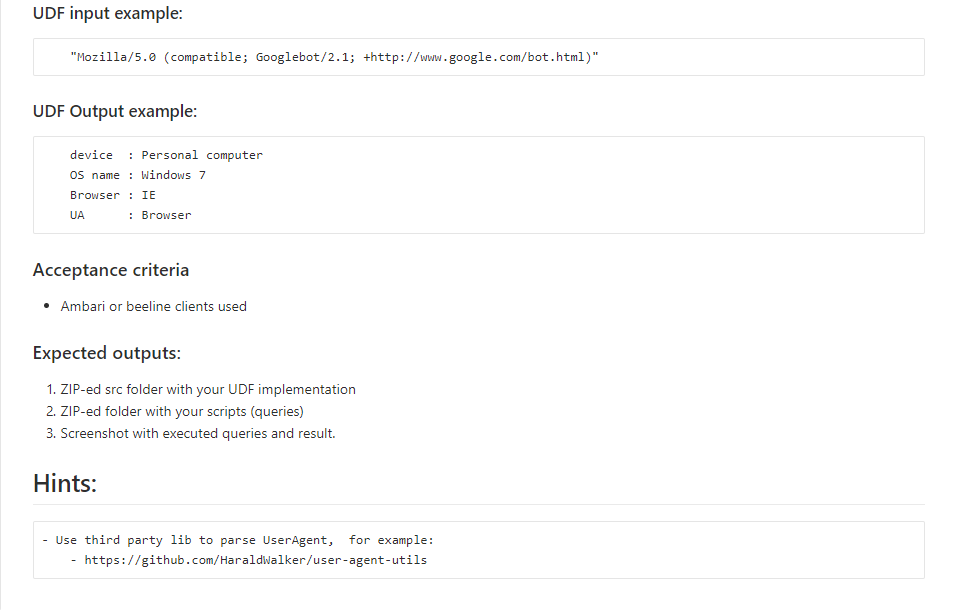 UDF input example:
"Mozilla/5.0 (compatible; Googlebot/2.1; +http://www.google.com/bot.html)"
UDF Output example:
device : Personal computer
OS name : Windows 7
Browser : IE
UA : Browser
Acceptance criteria
• Ambari or beeline clients used
Expected outputs:
1. ZIP-ed src folder with your UDF implementation
2. ZIP-ed folder with your scripts (queries)
3. Screenshot with executed queries and result.
Hints:
- Use third party lib to parse UserAgent, for example:
- https://github.com/HaraldWalker/user-agent-utils